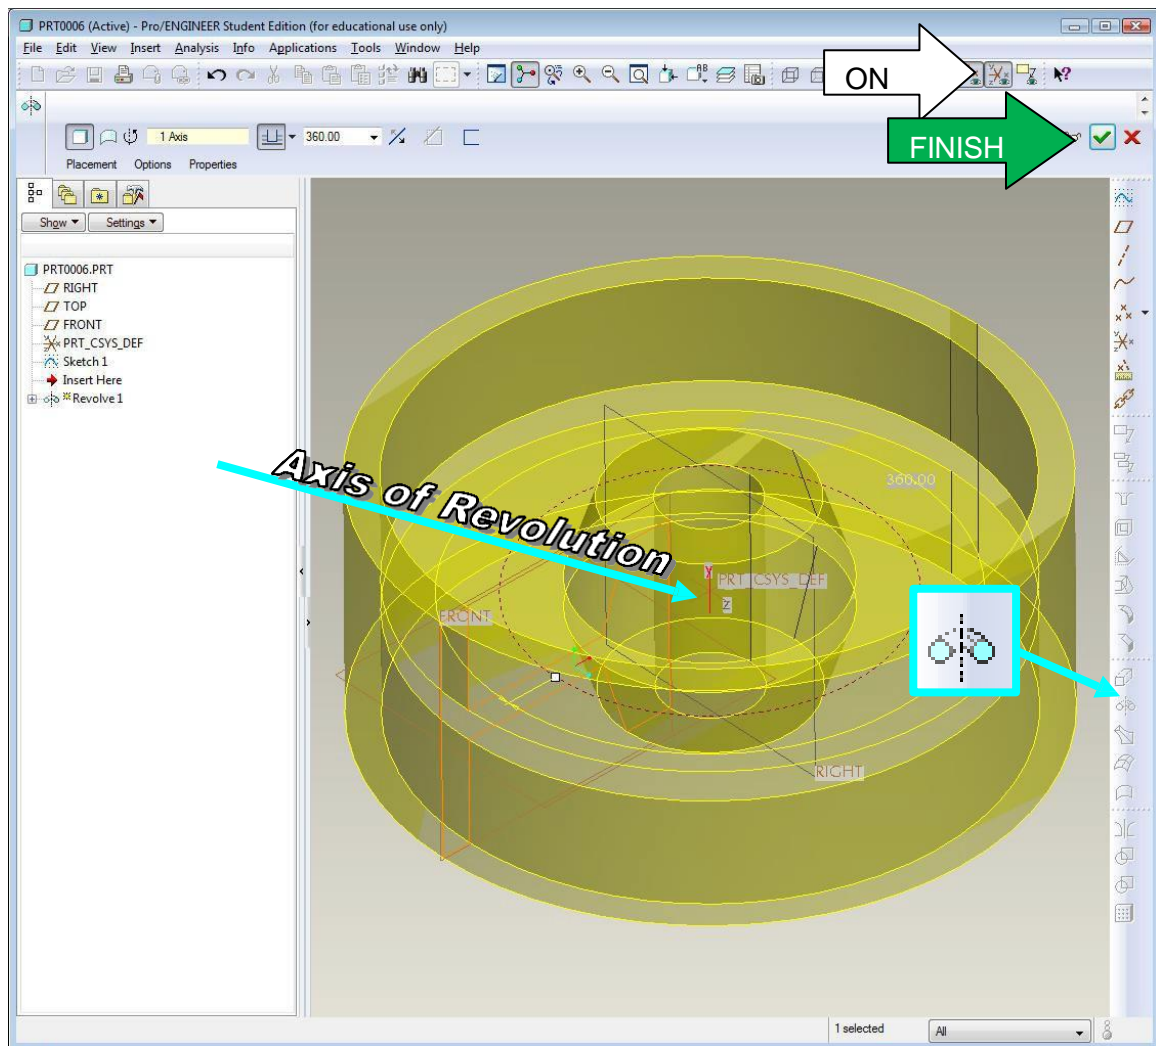 PRT0006 (Active) - Pro/ENGINEER Student Edition (for educational use only)
File Edit View Insert Analysis Info Applications Tools Window Help
ON
1 Axis 360.00
FINISH
Placement Options Properties
Show Settings
PRT0006.PRT
RIGHT
TOP
FRONT
PRT_CSYS_DEF
Sketch 1
Insert Here
Revolve 1
Axis of Revolution
360.00
Y
PRT_CSYS_DEF
Z
FRONT
RIGHT
1 selected All